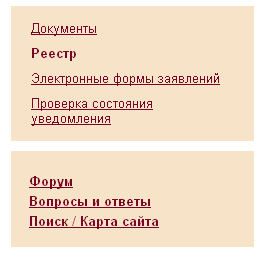 Документы
Реестр
Электронные формы заявлений
Проверка состояния
уведомления
Форум
Вопросы и ответы
Поиск / Карта сайта